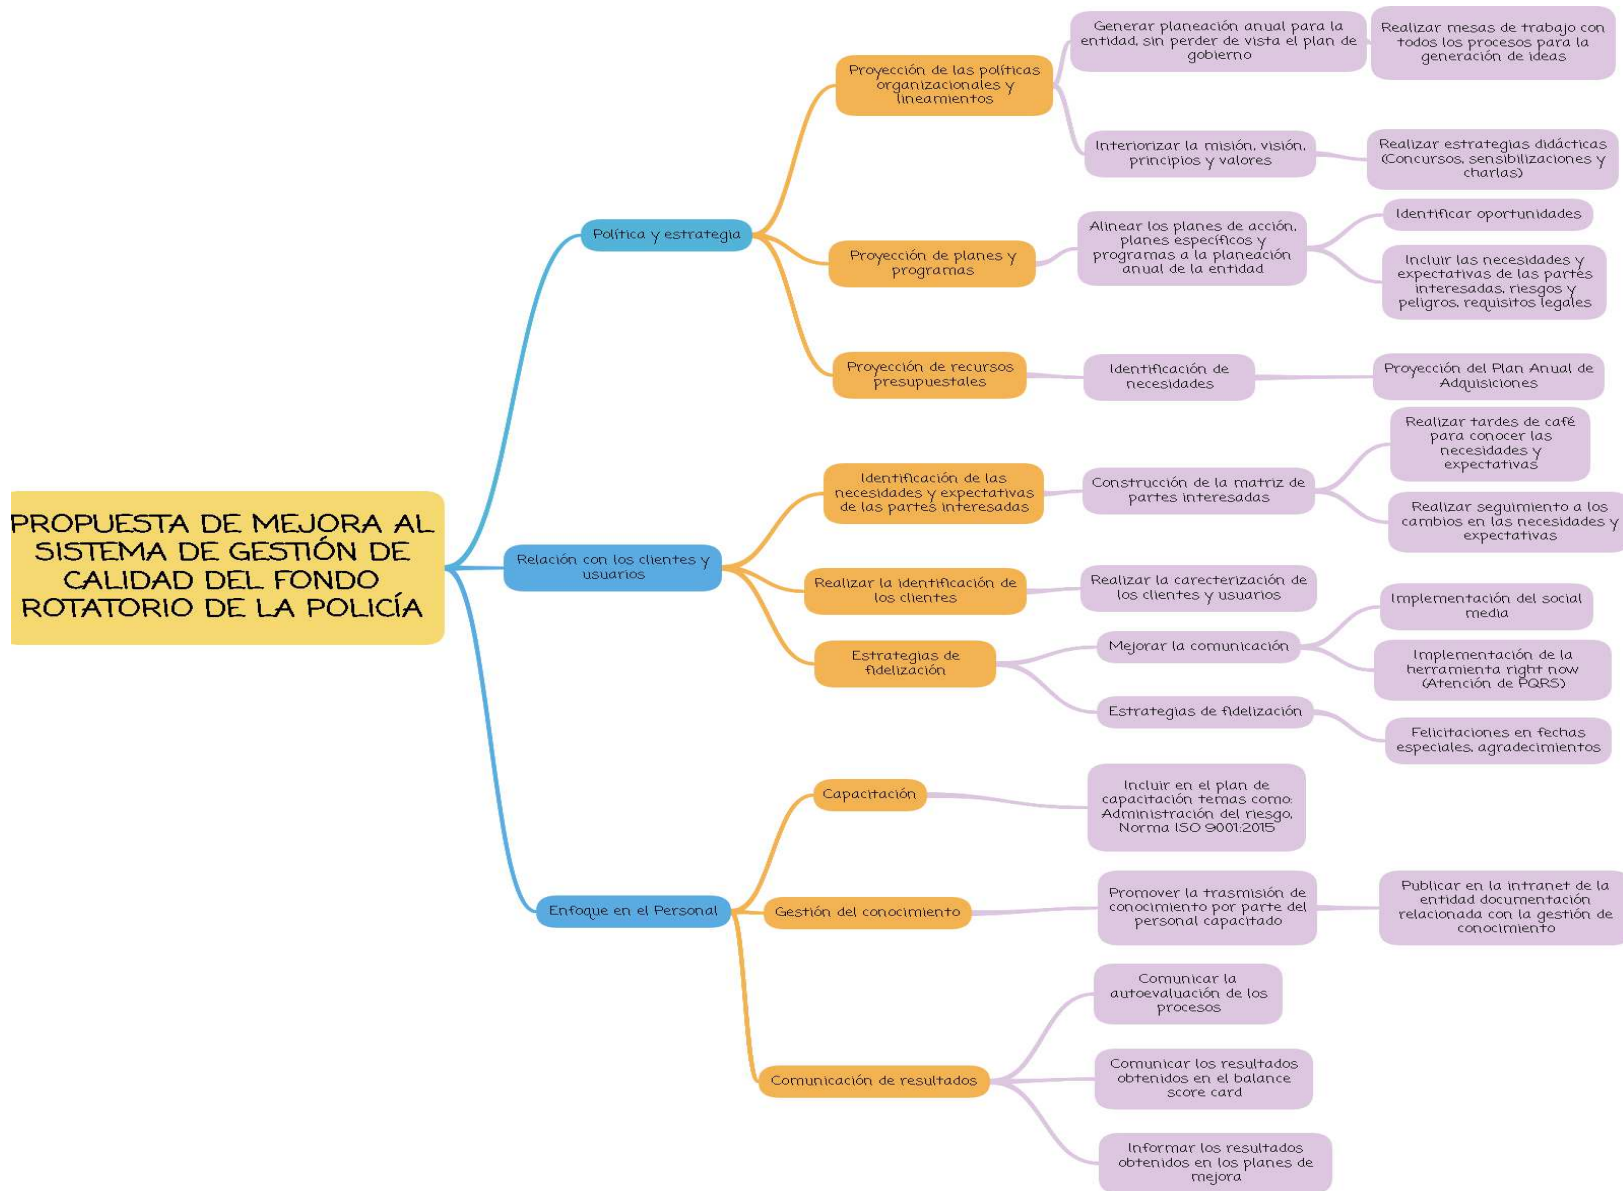 PROPUESTA DE MEJORA AL
SISTEMA DE GESTIÓN DE
CALIDAD DEL FONDO
ROTATORIO DE LA POLICÍA
Política y estrategia
Proyección de las políticas
organizacionales y
lineamientos
Generar planeación anual para la
entidad, sin perder de vista el plan de
gobierno
Realizar mesas de trabajo con
todos los procesos para la
generación de ideas
Interiorizar la misión, visión,
principios y valores
Realizar estrategias didácticas
(Concursos, sensibilizaciones y
charlas)
Proyección de planes y
programas
Alinear los planes de acción,
planes específicos y
programas a la planeación
anual de la entidad
Identificar oportunidades
Incluir las necesidades y
expectativas de las partes
interesadas, riesgos y
peligros, requisitos legales
Proyección de recursos
presupuestales
Identificación de
necesidades
Proyección del Plan Anual de
Adquisiciones
Relación con los clientes y
usuarios
Identificación de las
necesidades y expectativas
de las partes interesadas
Construcción de la matriz de
partes interesadas
Realizar tardes de café
para conocer las
necesidades y
expectativas
Realizar seguimiento a los
cambios en las necesidades y
expectativas
Realizar la identificación de
los clientes
Realizar la carecterización de
los clientes y usuarios
Estrategias de
fidelización
Mejorar la comunicación
Implementación del social
media
Implementación de la
herramienta right now
(Atención de PQRS)
Estrategias de fidelización
Felicitaciones en fechas
especiales, agradecimientos
Enfoque en el Personal
Capacitación
Incluir en el plan de
capacitación temas como:
Administración del riesgo,
Norma ISO 9001:2015
Gestión del conocimiento
Promover la trasmisión de
conocimiento por parte del
personal capacitado
Publicar en la intranet de la
entidad documentación
relacionada con la gestión de
conocimiento
Comunicación de resultados
Comunicar la
autoevaluación de los
procesos
Comunicar los resultados
obtenidos en el balance
score card
Informar los resultados
obtenidos en los planes de
mejora